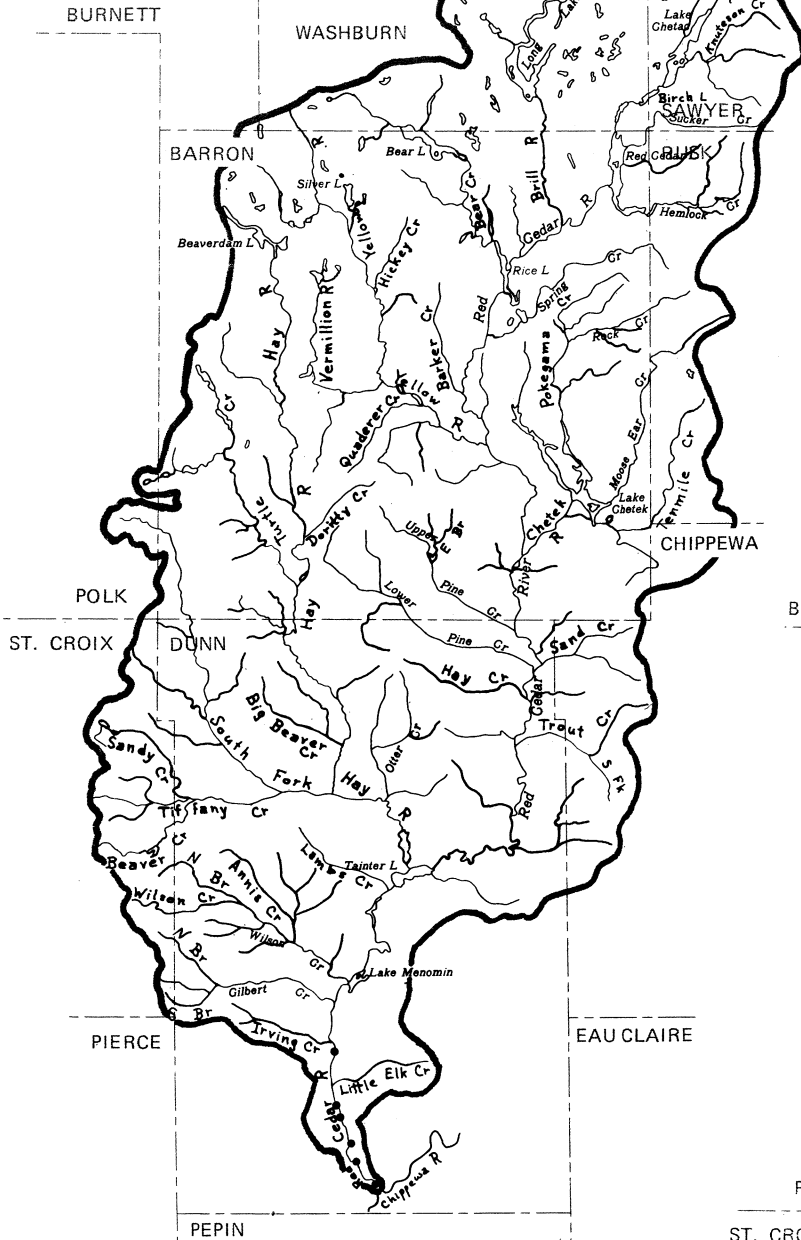 BURNETT
WASHBURN
Lak
Long
Lake
Chetac
Knuteson Cr
Birch L
SAWYER
Sucker Cr
BARRON
R
Bear L
Brill R
Red Cedar
RUSK
Silver L
Yellow
Bear Cr
Cedar R
Hemlock Cr
Beaverdam L
Hickey Cr
Rice L
Spring Cr
Cr
Hay R
Vermillion R
Barker Cr
Red
Pokegama
Rock Cr
Quaderer Cr
Yellow R
Turtle Cr
R
Doritty Cr
Chetek R
Moose Ear Cr
Tenmile Cr
Lake
Chetek
CHIPPEWA
Upper Pine Cr
E Br
River
POLK
Lower Pine Cr
Hay
B
ST. CROIX
DUNN
Sand Cr
Hay Cr
Cedar
Big Beaver
Cr
South Fork Hay R
Otter Cr
Trout Cr
S Fk
Sandy Cr
Red
Tiffany Cr
Beaver Cr
N Br
Annis Cr
Lambs Cr
Tainter L
Wilson Cr
Wilson Cr
N Br
Lake Menomin
Gilbert Cr
S Br
PIERCE
Irving Cr
EAU CLAIRE
R
Little Elk Cr
Cedar
Red
Chippewa R
PEPIN
ST. CRO